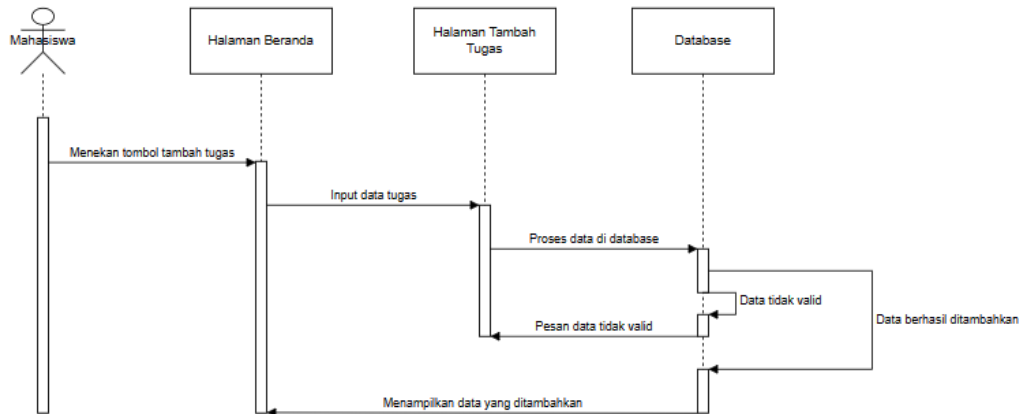 Mahasiswa
Halaman Beranda
Halaman Tambah
Tugas
Database
Menekan tombol tambah tugas
Input data tugas
Proses data di database
Data tidak valid
Data berhasil ditambahkan
Pesan data tidak valid
Menampilkan data yang ditambahkan